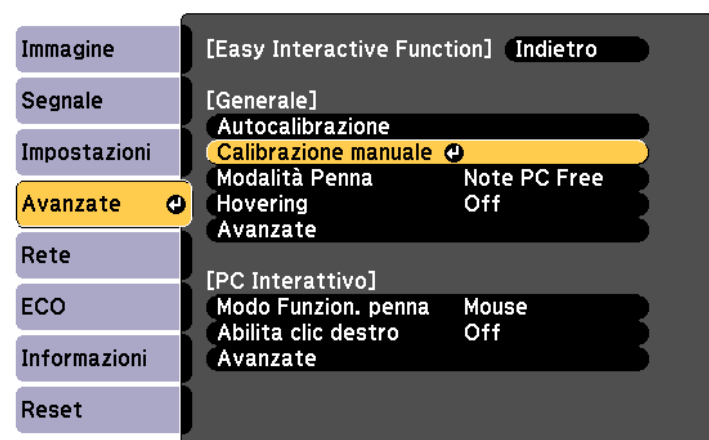 Immagine
Segnale
Impostazioni
Avanzate
Rete
ECO
Informazioni
Reset
[Easy Interactive Function] Indietro
[Generale]
Autocalibrazione
Calibrazione manuale
Modalità Penna Note PC Free
Hovering Off
Avanzate
[PC Interattivo]
Modo Funzion. penna Mouse
Abilita clic destro Off
Avanzate